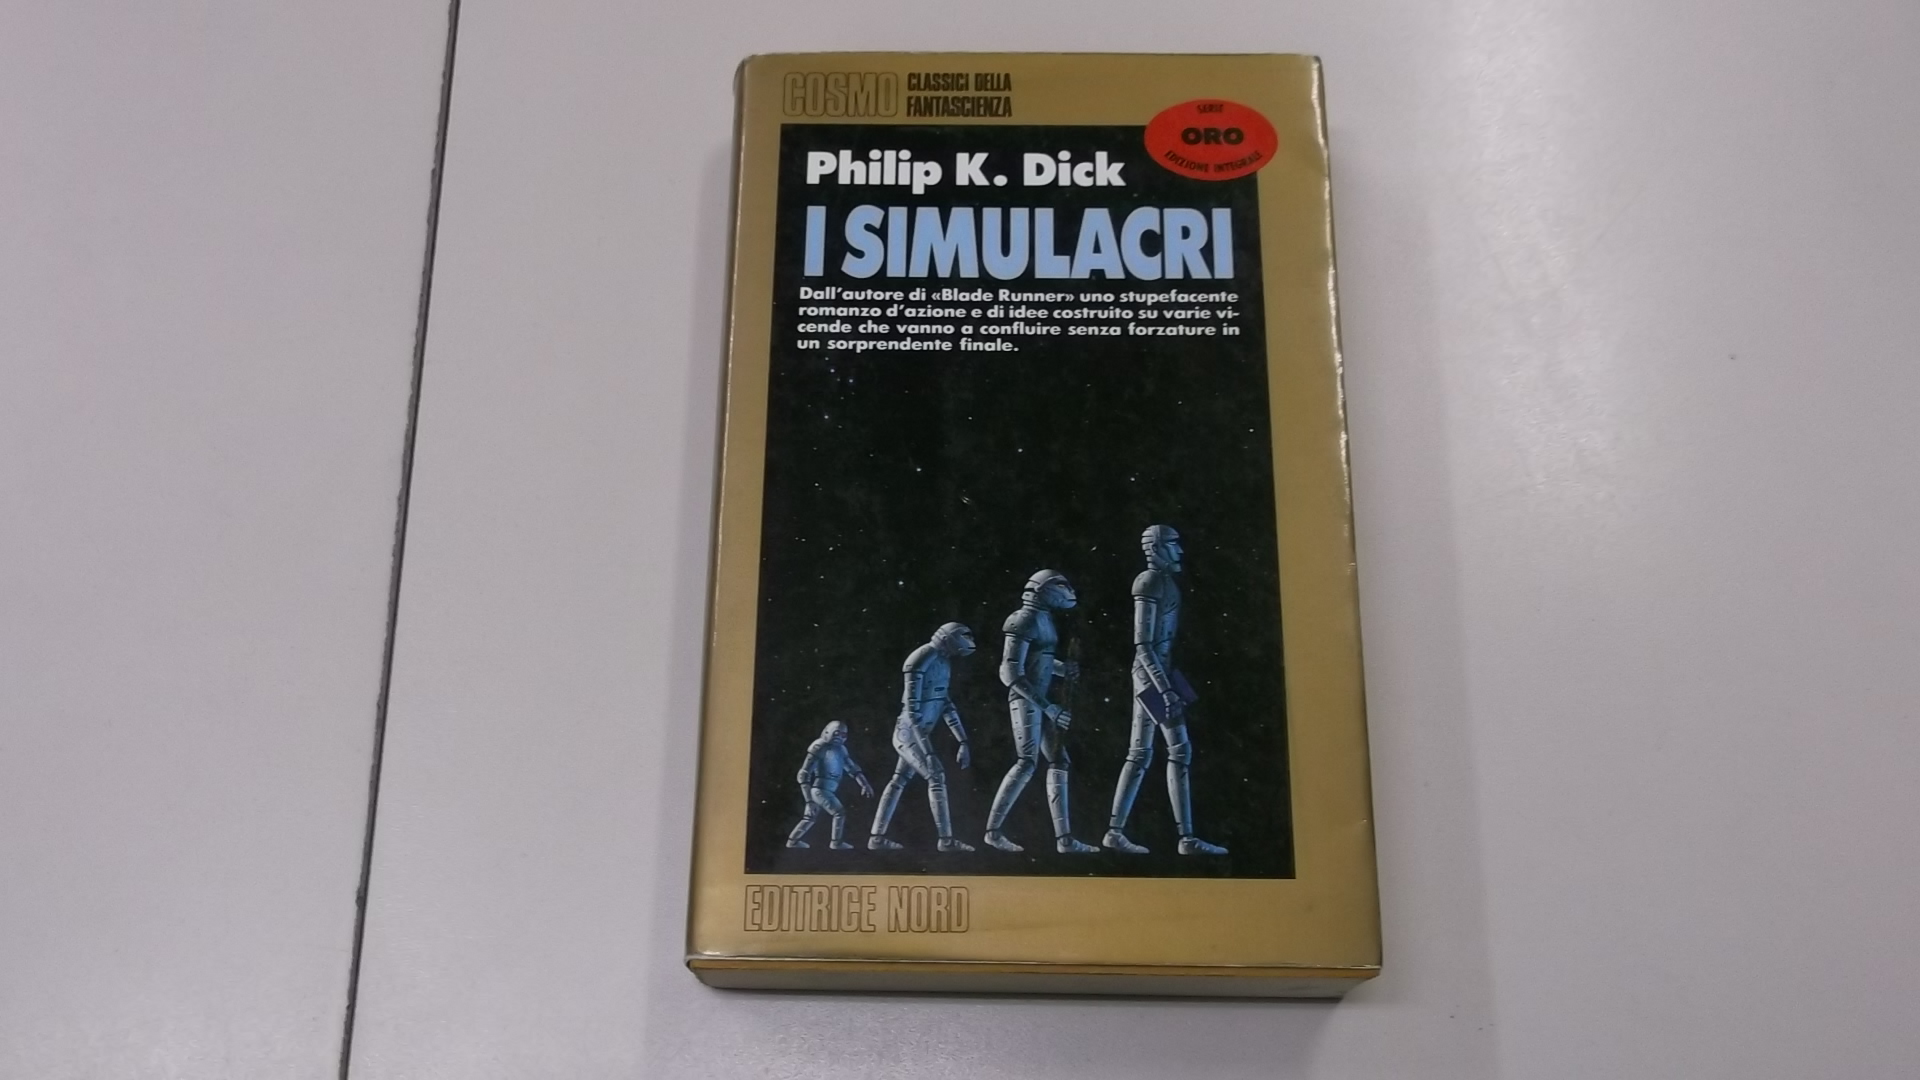 COSMO CLASSICI DELLA
FANTASCIENZA
SERIE
ORO
EDIZIONE INTEGRALE
Philip K. Dick
I SIMULACRI
Dall'autore di «Blade Runner» uno stupefacente
romanzo d'azione e di idee costruito su varie vi-
cende che vanno a confluire senza forzature in
un sorprendente finale.
EDITRICE NORD